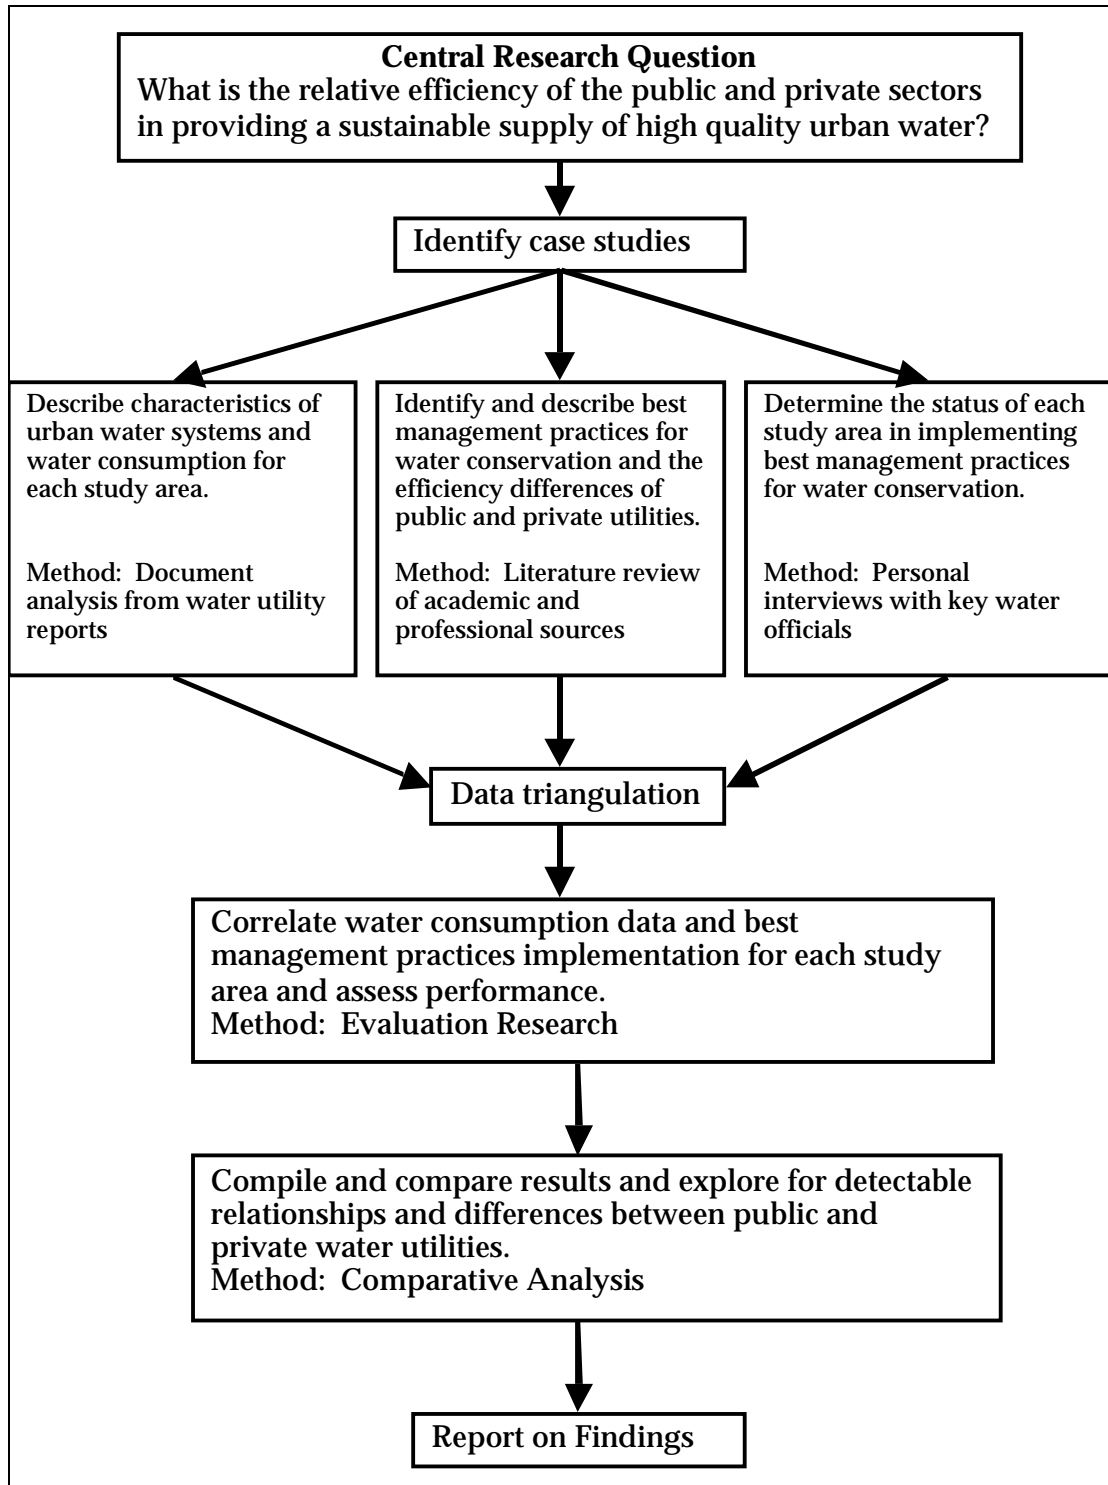 Central Research Question
What is the relative efficiency of the public and private sectors
in providing a sustainable supply of high quality urban water?
Identify case studies
Describe characteristics of
urban water systems and
water consumption for
each study area.
Method: Document
analysis from water utility
reports
Identify and describe best
management practices for
water conservation and the
efficiency differences of
public and private utilities.
Method: Literature review
of academic and
professional sources
Determine the status of each
study area in implementing
best management practices
for water conservation.
Method: Personal
interviews with key water
officials
Data triangulation
Correlate water consumption data and best
management practices implementation for each study
area and assess performance.
Method: Evaluation Research
Compile and compare results and explore for detectable
relationships and differences between public and
private water utilities.
Method: Comparative Analysis
Report on Findings